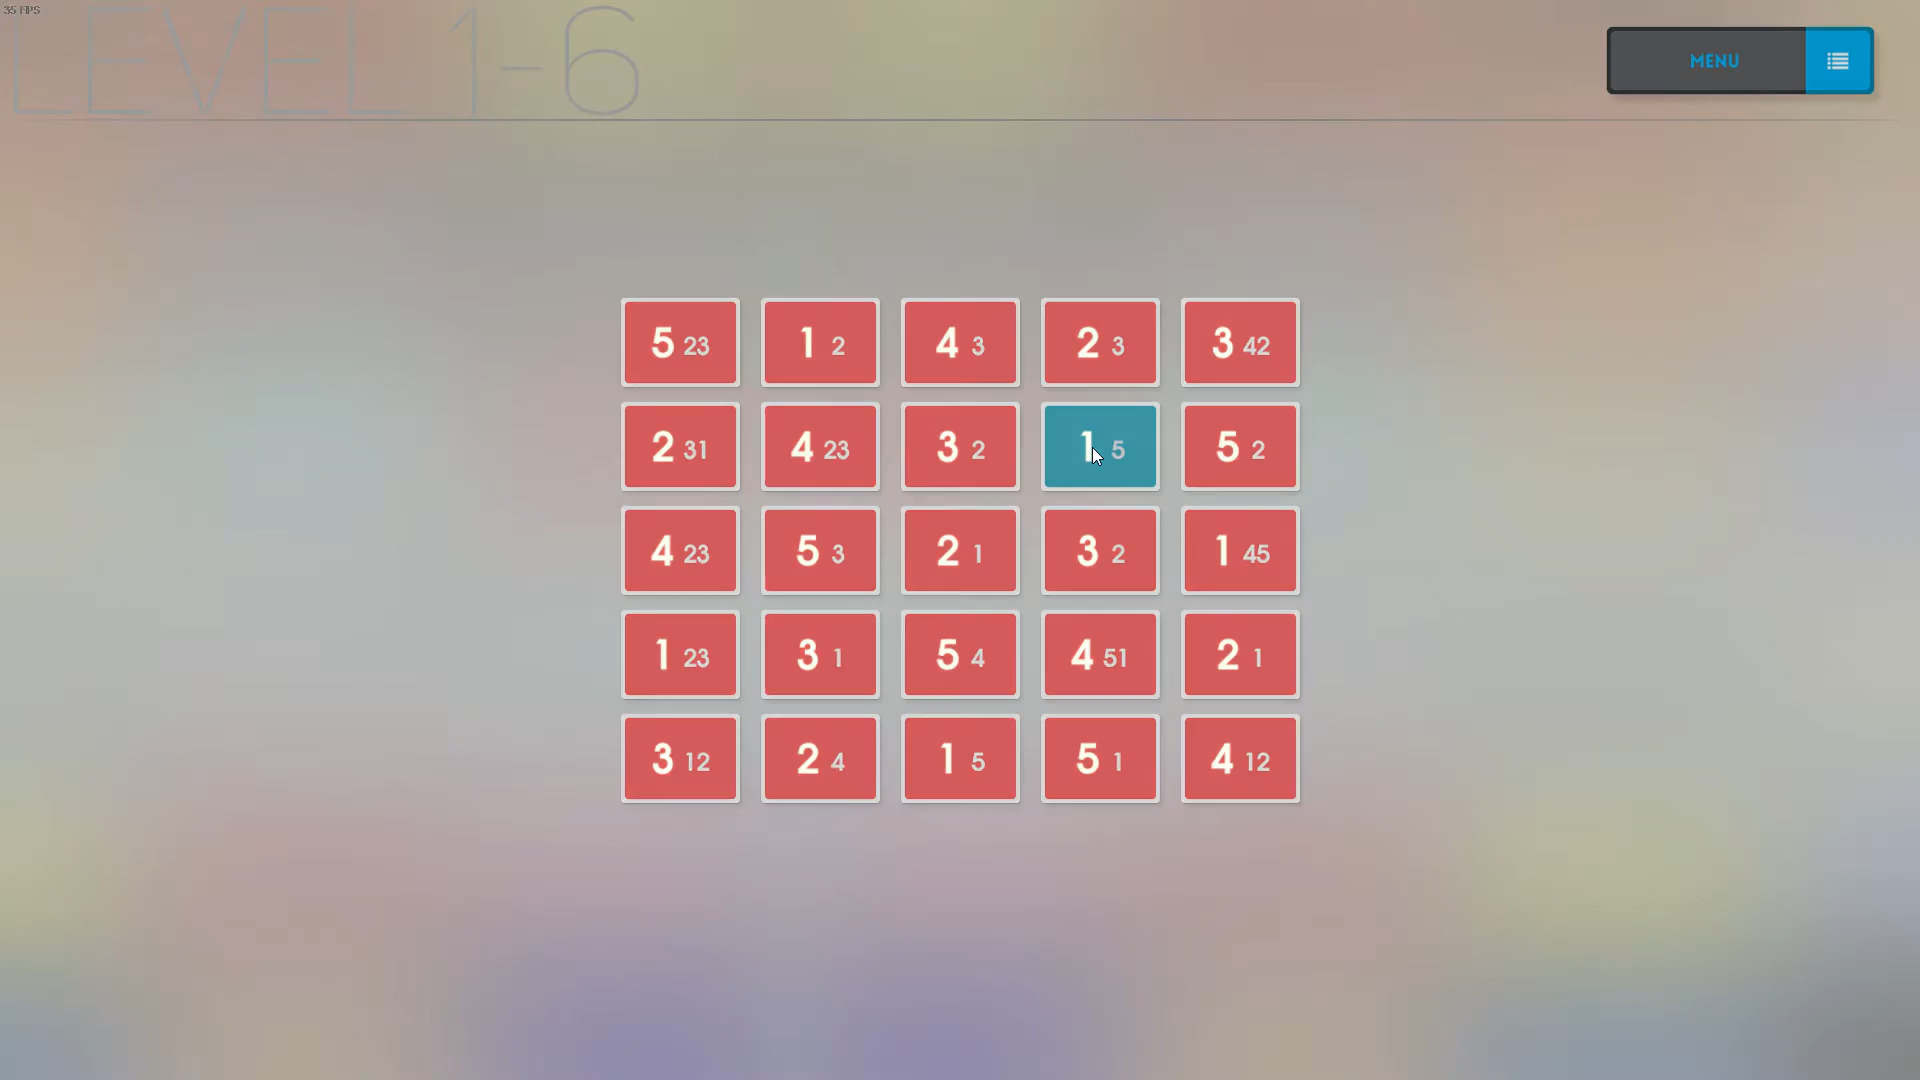 35 FPS
LEVEL 1-6
MENU
5 23 1 2 4 3 2 3 3 42
2 31 4 23 3 2 1 5 5 2
4 23 5 3 2 1 3 2 1 45
1 23 3 1 5 4 4 51 2 1
3 12 2 4 1 5 5 1 4 12